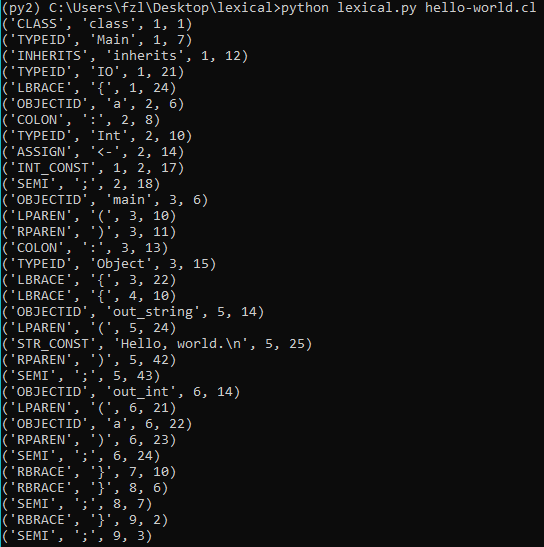 (py2) C:\Users\fzl\Desktop\lexical>python lexical.py hello-world.cl
('CLASS', 'class', 1, 1)
('TYPEID', 'Main', 1, 7)
('INHERITS', 'inherits', 1, 12)
('TYPEID', 'IO', 1, 21)
('LBRACE', '{', 1, 24)
('OBJECTID', 'a', 2, 6)
('COLON', ':', 2, 8)
('TYPEID', 'Int', 2, 10)
('ASSIGN', '<-', 2, 14)
('INT_CONST', 1, 2, 17)
('SEMI', ';', 2, 18)
('OBJECTID', 'main', 3, 6)
('LPAREN', '(', 3, 10)
('RPAREN', ')', 3, 11)
('COLON', ':', 3, 13)
('TYPEID', 'Object', 3, 15)
('LBRACE', '{', 3, 22)
('LBRACE', '{', 4, 10)
('OBJECTID', 'out_string', 5, 14)
('LPAREN', '(', 5, 24)
('STR_CONST', 'Hello, world.\n', 5, 25)
('RPAREN', ')', 5, 42)
('SEMI', ';', 5, 43)
('OBJECTID', 'out_int', 6, 14)
('LPAREN', '(', 6, 21)
('OBJECTID', 'a', 6, 22)
('RPAREN', ')', 6, 23)
('SEMI', ';', 6, 24)
('RBRACE', '}', 7, 10)
('RBRACE', '}', 8, 6)
('SEMI', ';', 8, 7)
('RBRACE', '}', 9, 2)
('SEMI', ';', 9, 3)